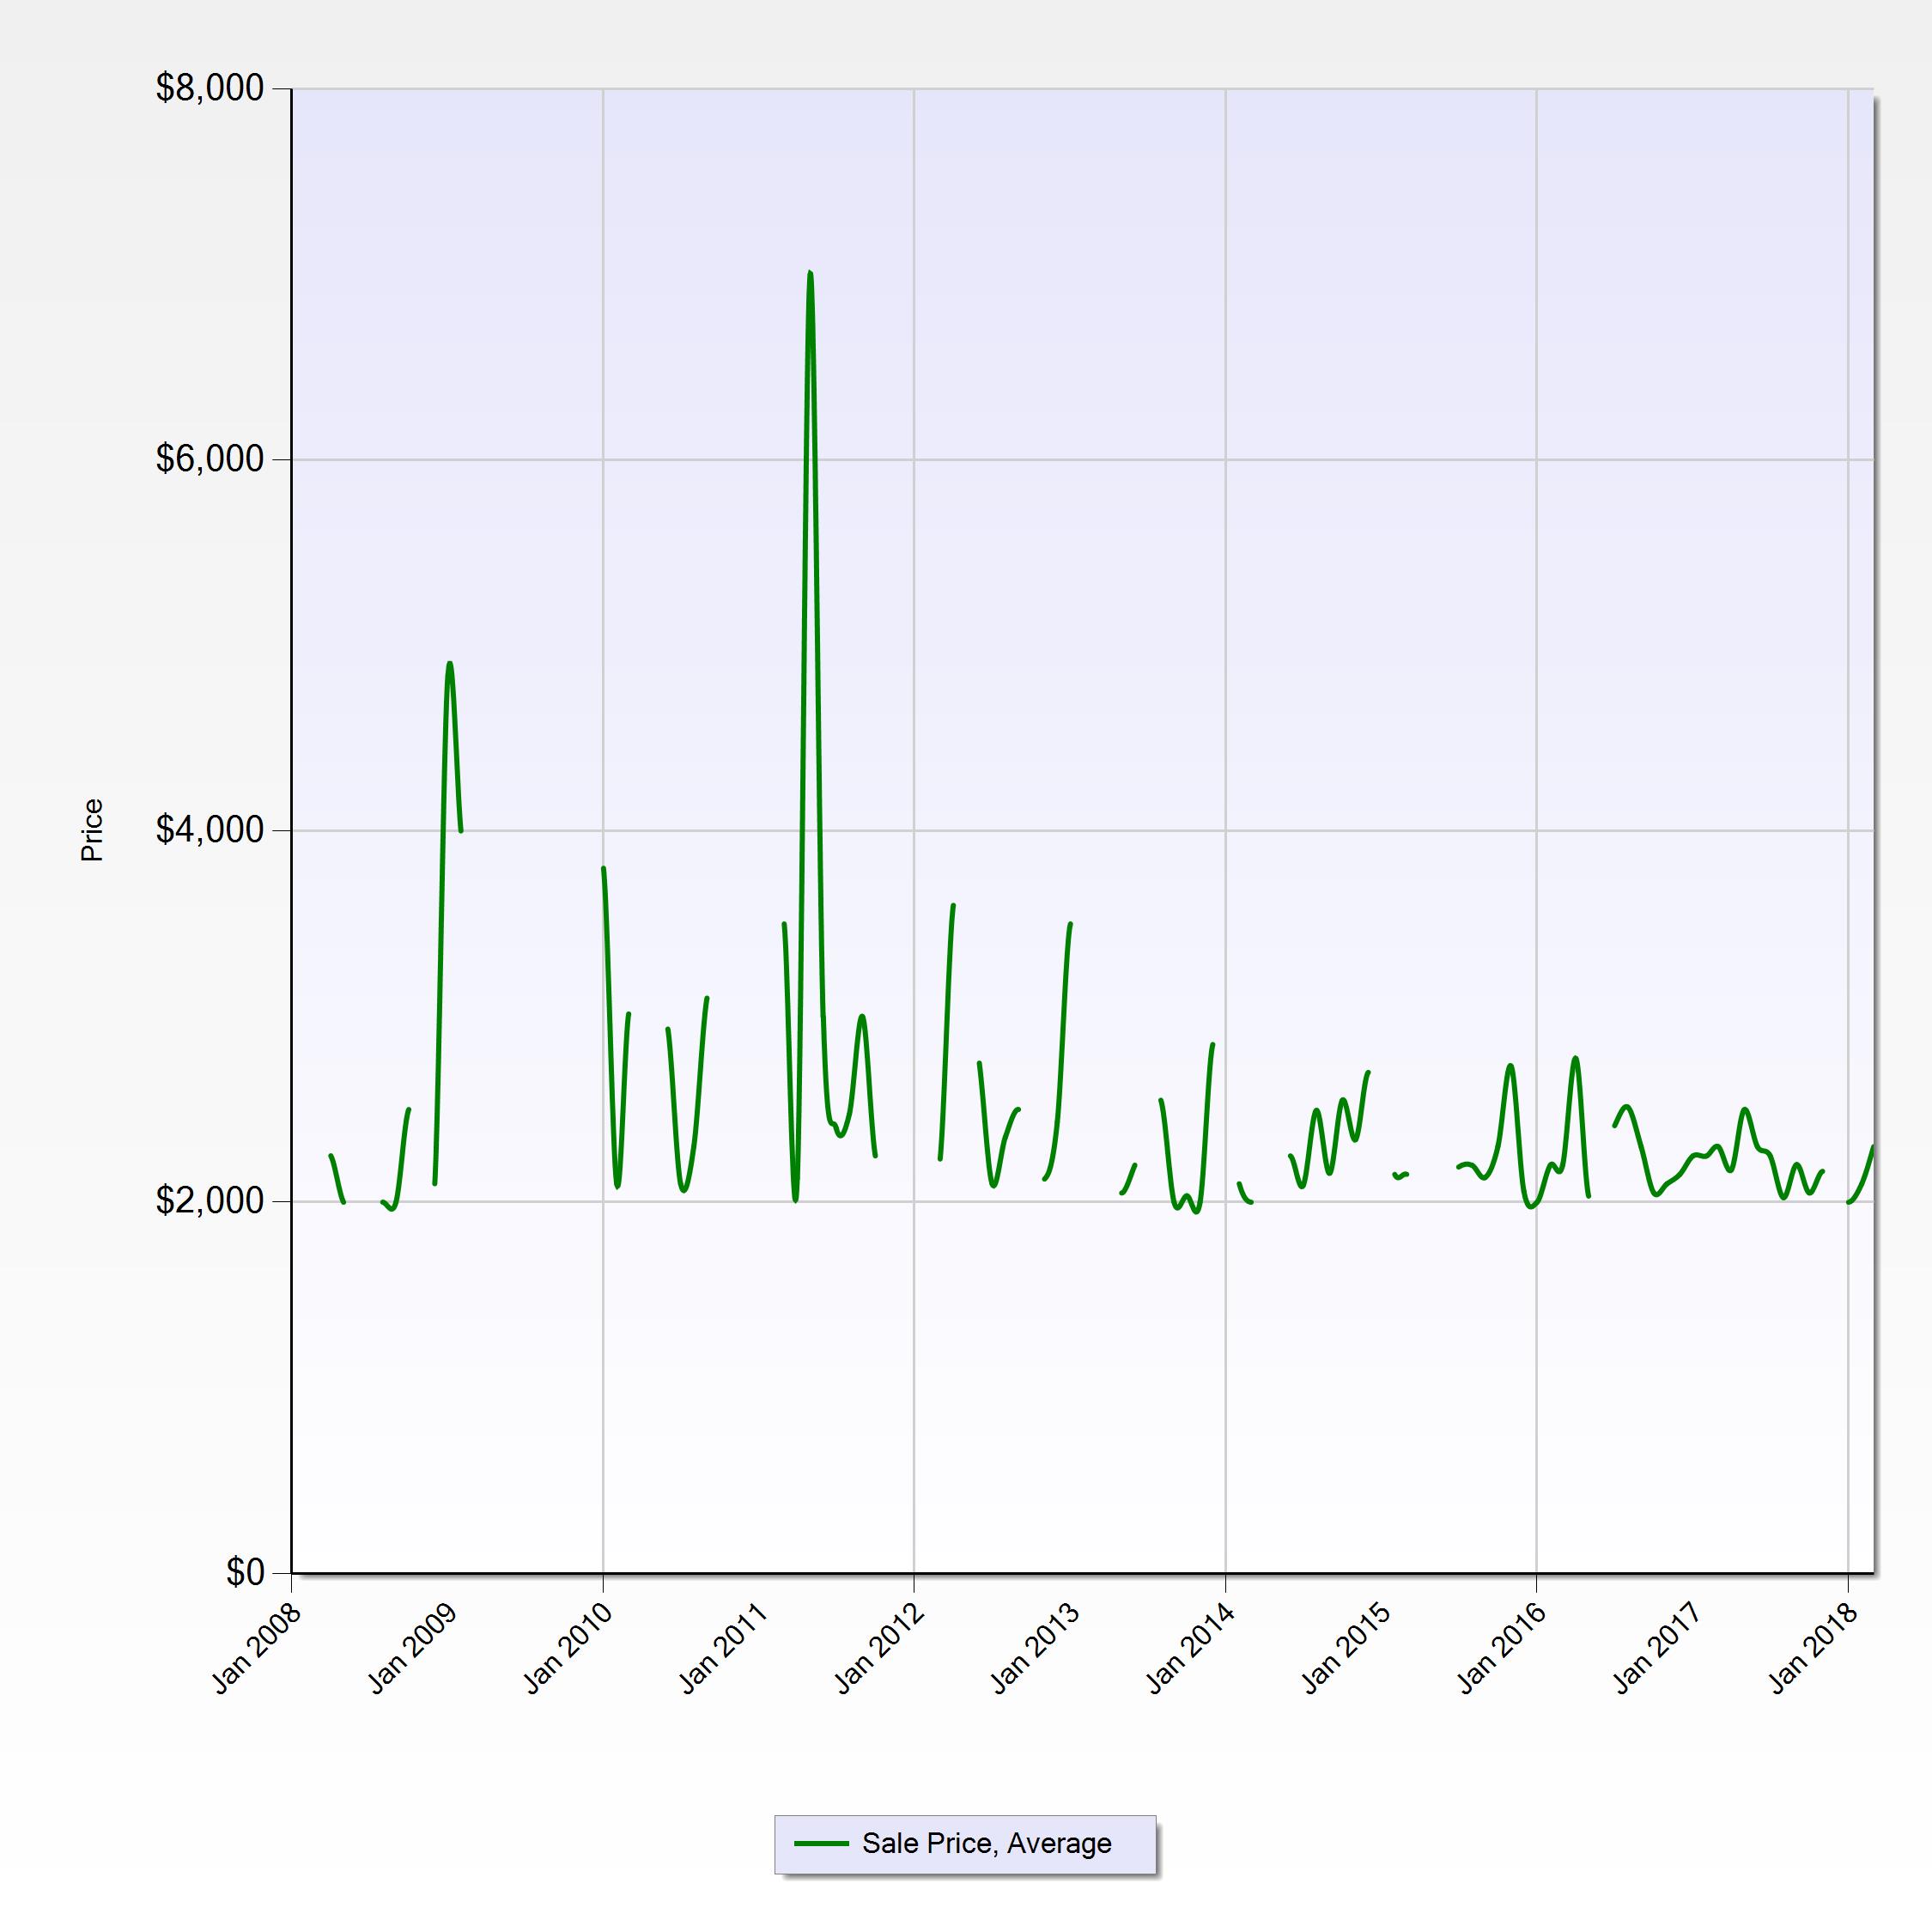 $8,000
$6,000
$4,000
$2,000
$0
Price
Jan 2008
Jan 2009
Jan 2010
Jan 2011
Jan 2012
Jan 2013
Jan 2014
Jan 2015
Jan 2016
Jan 2017
Jan 2018
Sale Price, Average